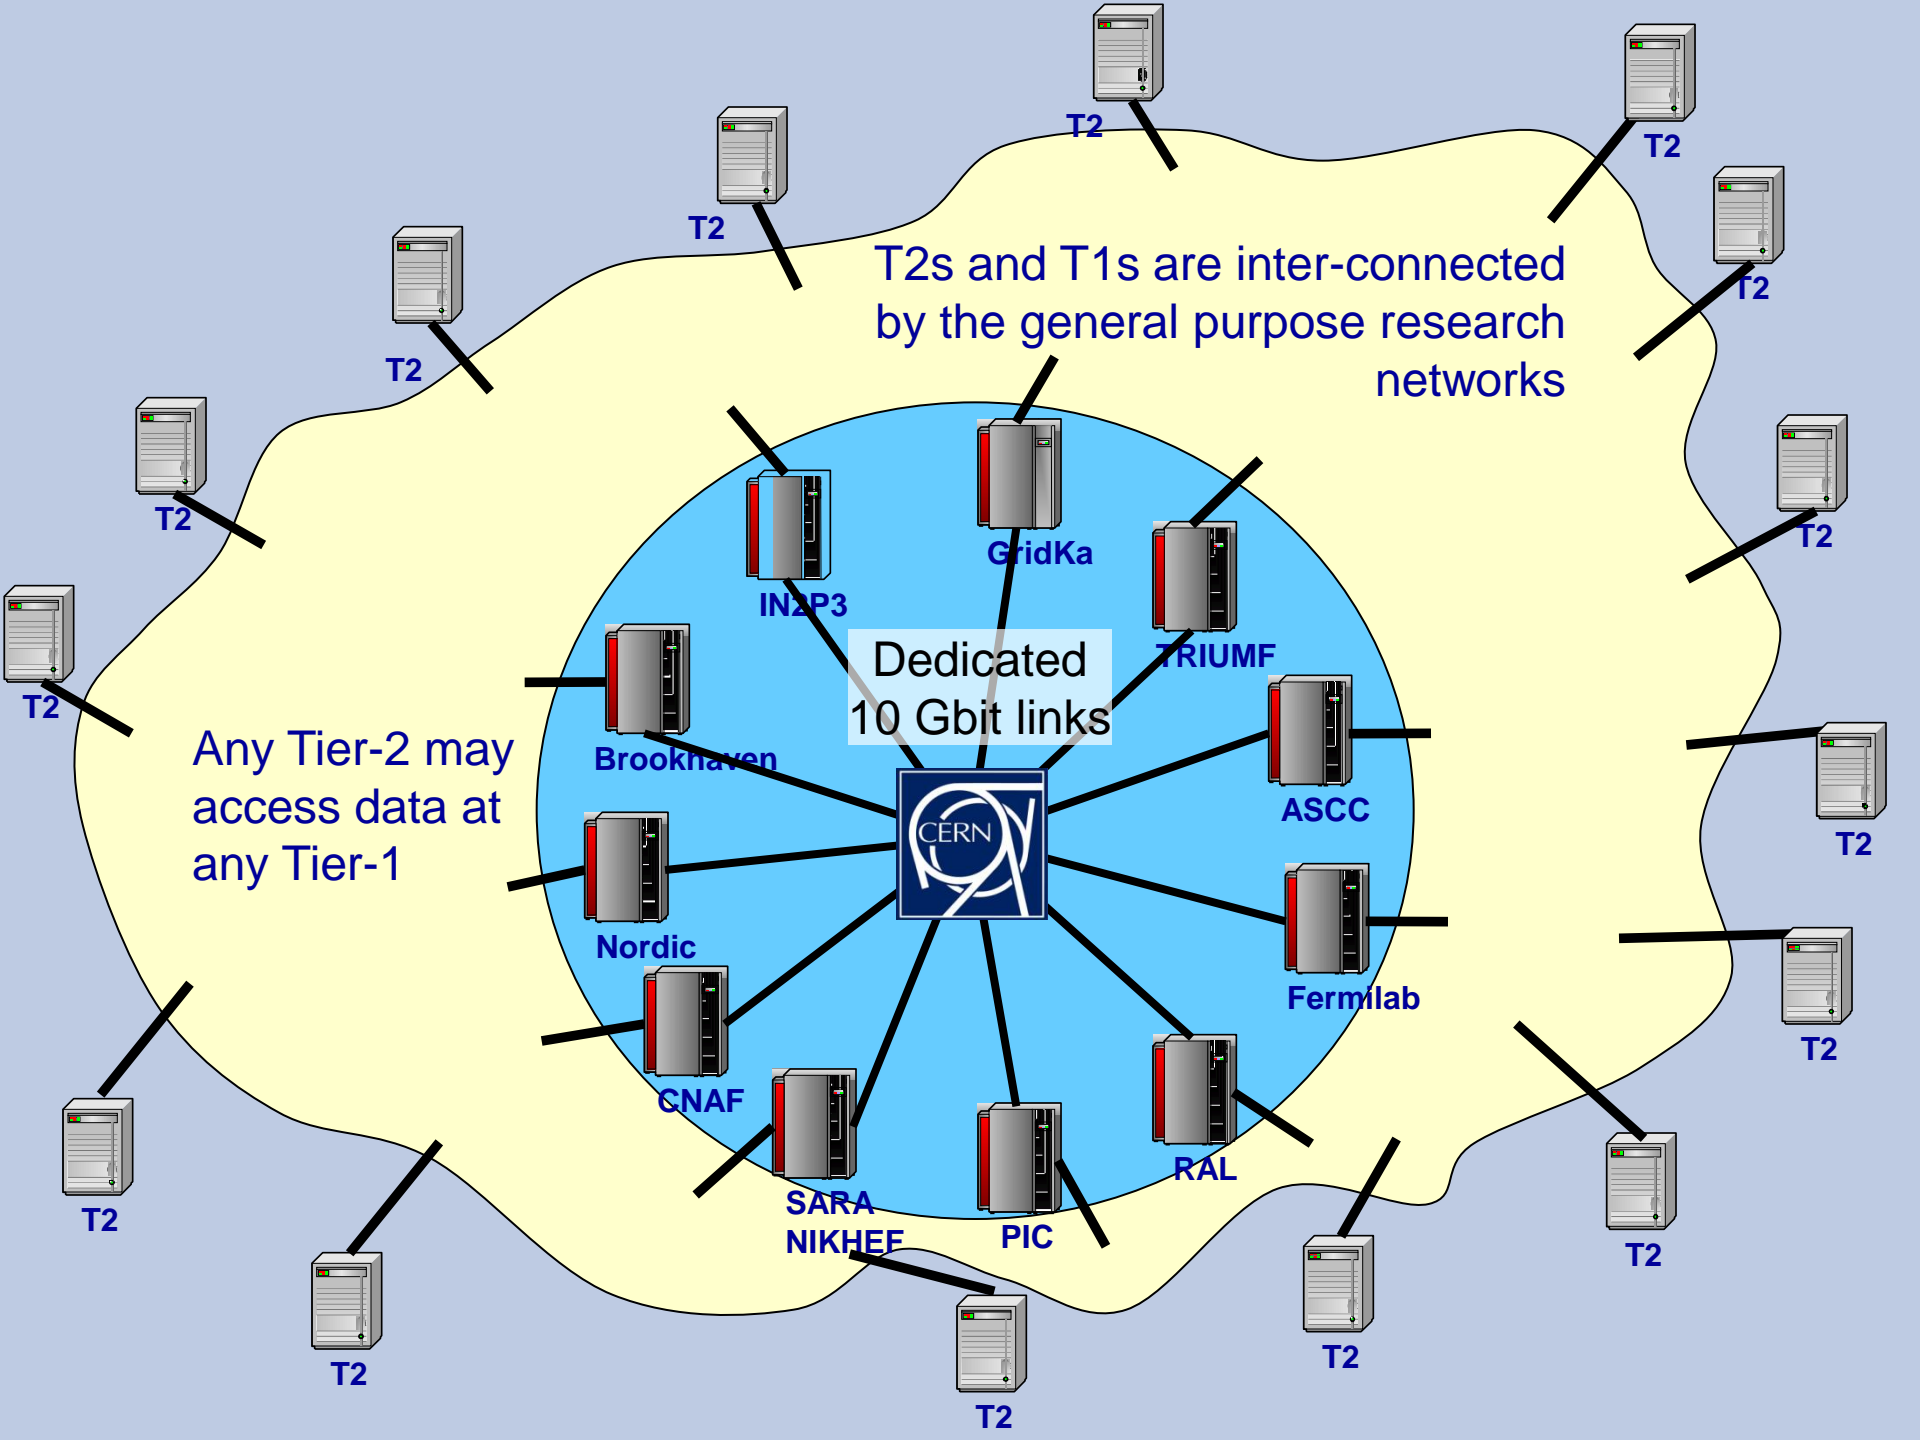 T2
T2
T2
T2
T2
T2s and T1s are inter-connected
by the general purpose research
networks
T2
T2
T2
T2
GridKa
IN2P3
TRIUMF
Dedicated
10 Gbit links
Brookhaven
Any Tier-2 may
access data at
any Tier-1
ASCC
CERN
T2
Nordic
Fermilab
T2
CNAF
RAL
SARA
NIKHEF
PIC
T2
T2
T2
T2
T2